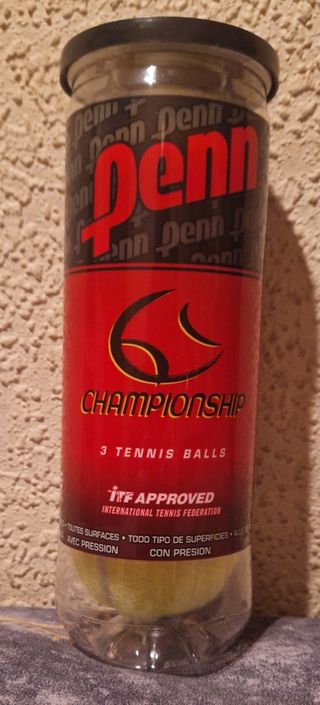 Penn
CHAMPIONSHIP
3 TENNIS BALLS
iTF APPROVED
INTERNATIONAL TENNIS FEDERATION
• TOUTES SURFACES • TODO TIPO DE SUPERFICIES • ALLE
AVEC PRESSION CON PRESION